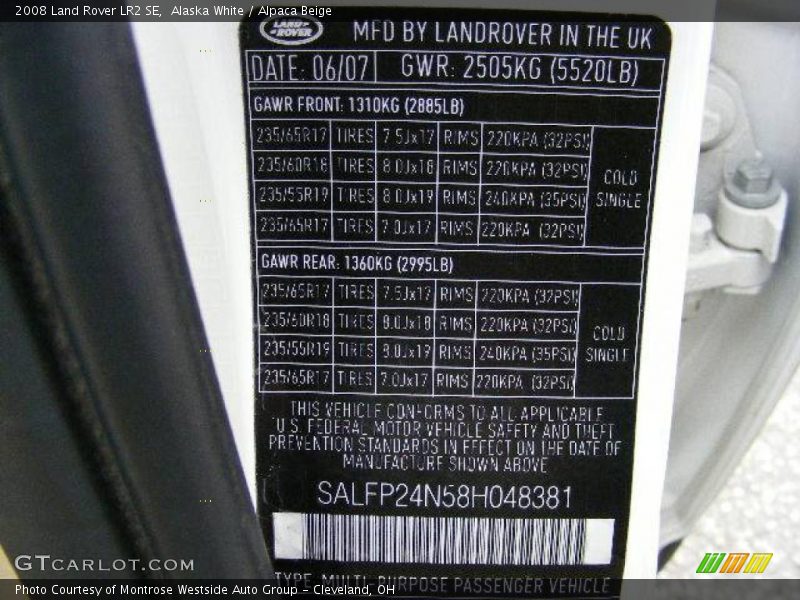 2008 Land Rover LR2 SE,  Alaska White / Alpaca Beige
LAND ROVER
MFD BY LANDROVER IN THE UK
DATE: 06/07 GWR: 2505KG (5520LB)
GAWR FRONT: 1310KG (2885LB)
235/65R17 TIRES 7.5Jx17 RIMS 220KPA (32PSI)
235/60R18 TIRES 8.0Jx18 RIMS 220KPA (32PSI)
235/55R19 TIRES 8.0Jx19 RIMS 240KPA (35PSI)
235/65R17 TIRES 7.0Jx17 RIMS 220KPA (32PSI)
COLD
SINGLE
GAWR REAR: 1360KG (2995LB)
235/65R17 TIRES 7.5Jx17 RIMS 220KPA (32PSI)
235/60R18 TIRES 8.0Jx18 RIMS 220KPA (32PSI)
235/55R19 TIRES 8.0Jx19 RIMS 240KPA (35PSI)
235/65R17 TIRES 7.0Jx17 RIMS 220KPA (32PSI)
COLD
SINGLE
THIS VEHICLE CONFORMS TO ALL APPLICABLE
U.S. FEDERAL MOTOR VEHICLE SAFETY AND THEFT
PREVENTION STANDARDS IN EFFECT ON THE DATE OF
MANUFACTURE SHOWN ABOVE
SALFP24N58H048381
TYPE: MULTI-PURPOSE PASSENGER VEHICLE
GTCARLOT.COM
Photo Courtesy of Montrose Westside Auto Group - Cleveland, OH